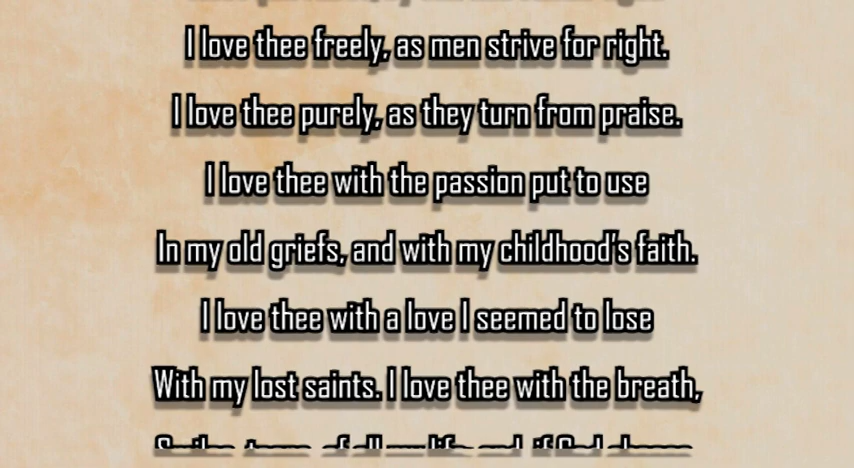 I love thee freely, as men strive for right.
I love thee purely, as they turn from praise.
I love thee with the passion put to use
In my old griefs, and with my childhood's faith.
I love thee with a love I seemed to lose
With my lost saints. I love thee with the breath,